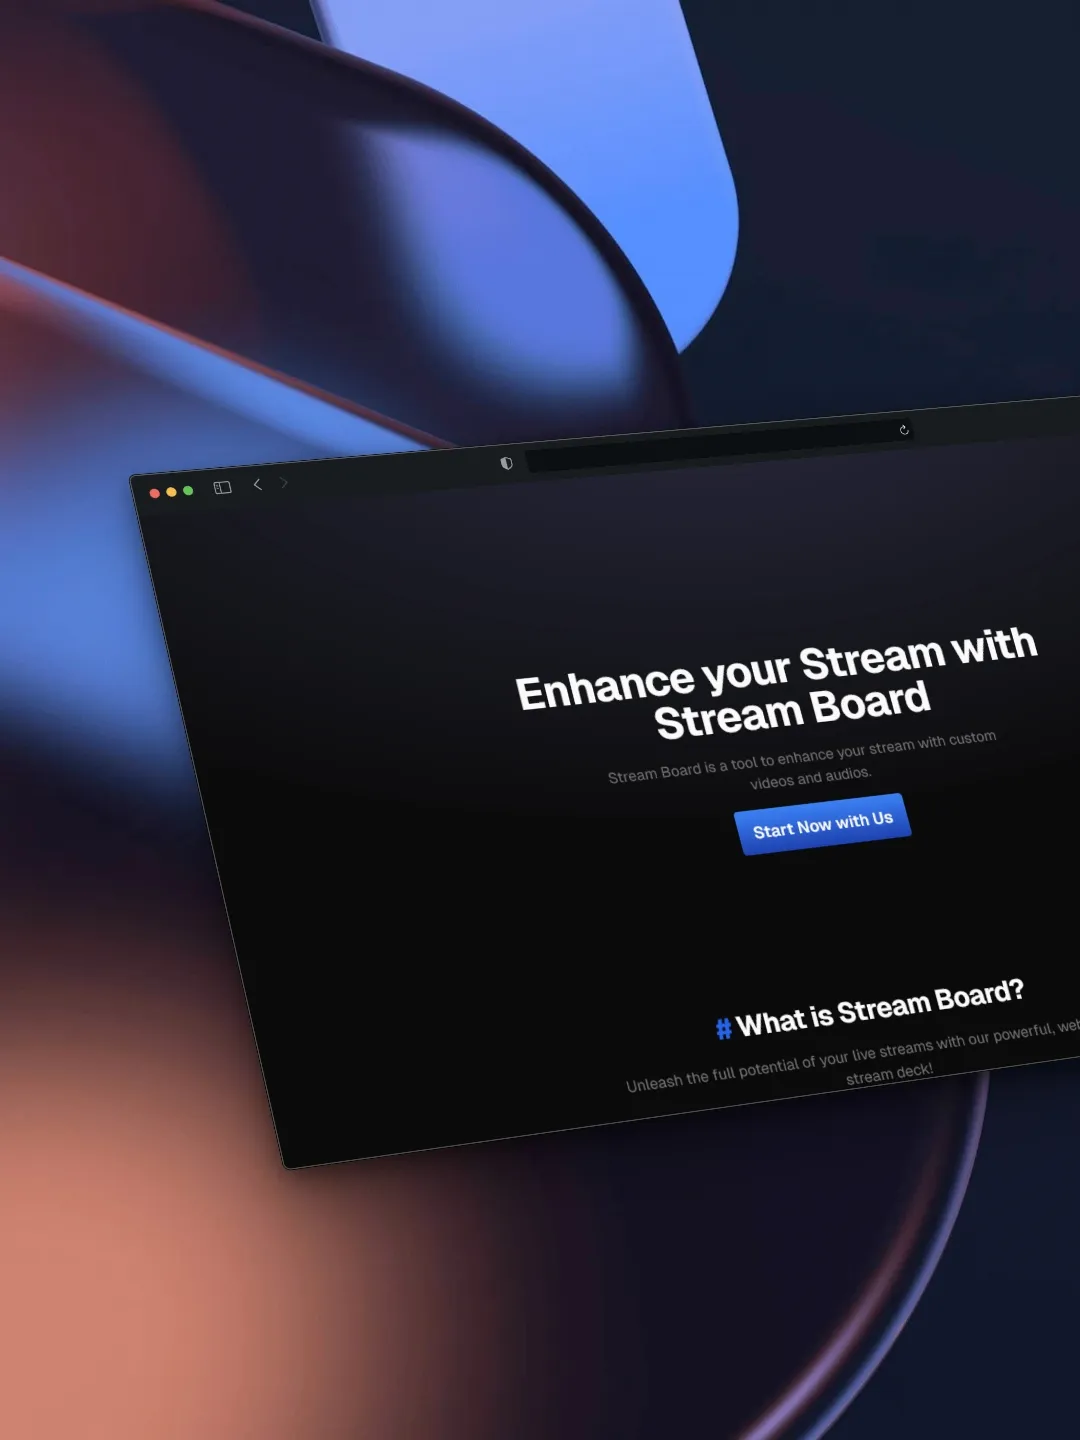 Enhance your Stream with
Stream Board
Stream Board is a tool to enhance your stream with custom
videos and audios.
Start Now with Us
# What is Stream Board?
Unleash the full potential of your live streams with our powerful,
stream deck!